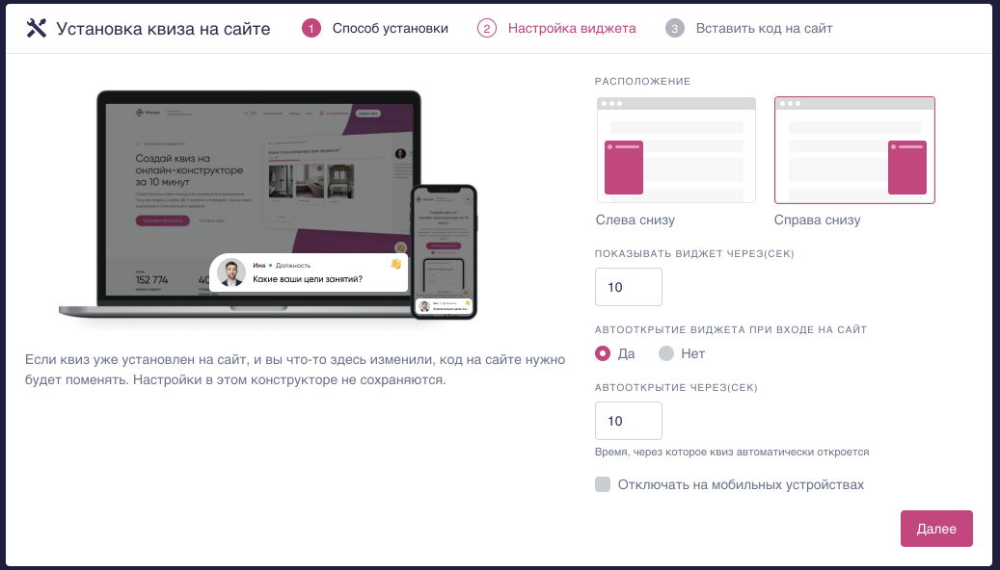 Установка квиза на сайте
1 Способ установки
2 Настройка виджета
3 Вставить код на сайт
Создай квиз на
онлайн-конструкторе
за 10 минут
152 774
Имя • Должность
Какие ваши цели занятий?
Если квиз уже установлен на сайт, и вы что-то здесь изменили, код на сайте нужно
будет поменять. Настройки в этом конструкторе не сохраняются.
РАСПОЛОЖЕНИЕ
Слева снизу
Справа снизу
ПОКАЗЫВАТЬ ВИДЖЕТ ЧЕРЕЗ(СЕК)
10
АВТООТКРЫТИЕ ВИДЖЕТА ПРИ ВХОДЕ НА САЙТ
Да
Нет
АВТООТКРЫТИЕ ЧЕРЕЗ(СЕК)
10
Время, через которое квиз автоматически откроется
Отключать на мобильных устройствах
Далее